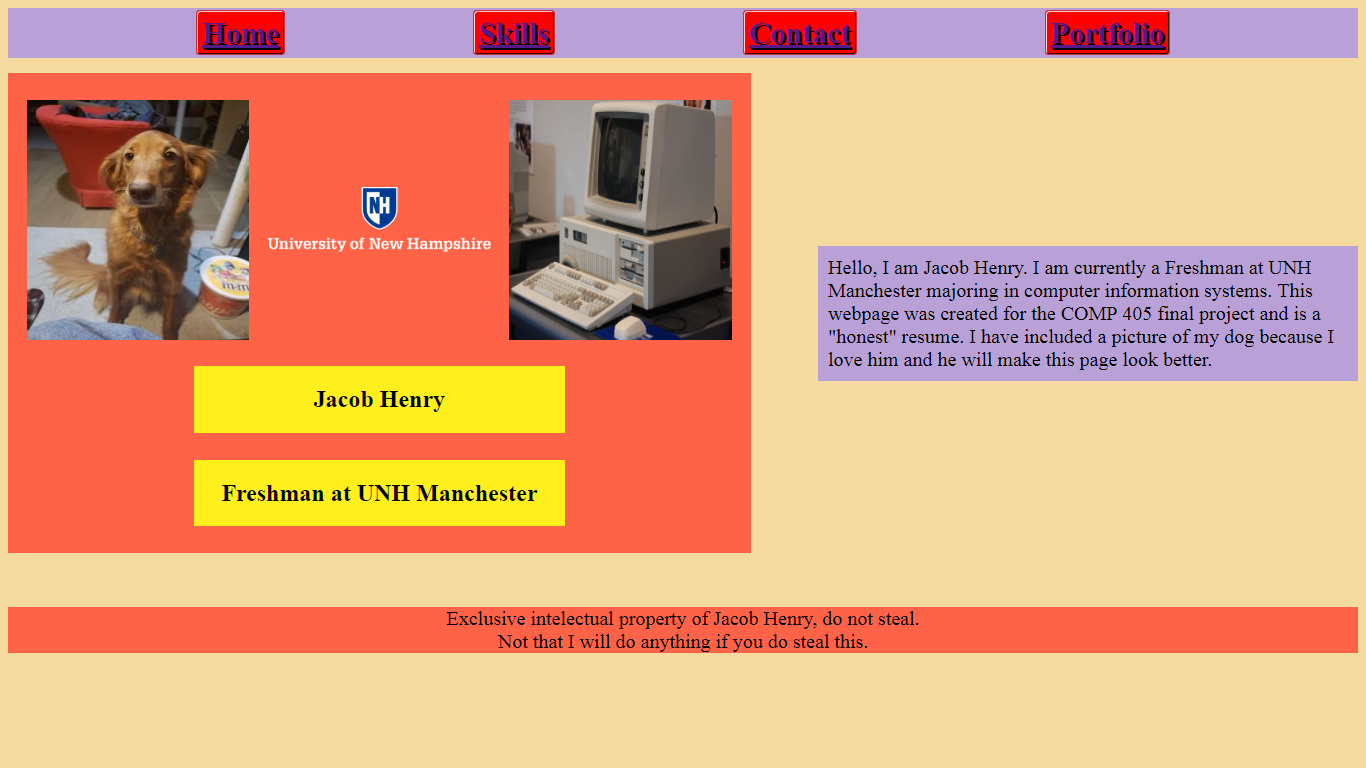 Home Skills Contact Portfolio
NH
University of New Hampshire
Jacob Henry
Freshman at UNH Manchester
Hello, I am Jacob Henry. I am currently a Freshman at UNH
Manchester majoring in computer information systems. This
webpage was created for the COMP 405 final project and is a
"honest" resume. I have included a picture of my dog because I
love him and he will make this page look better.
Exclusive intelectual property of Jacob Henry, do not steal.
Not that I will do anything if you do steal this.